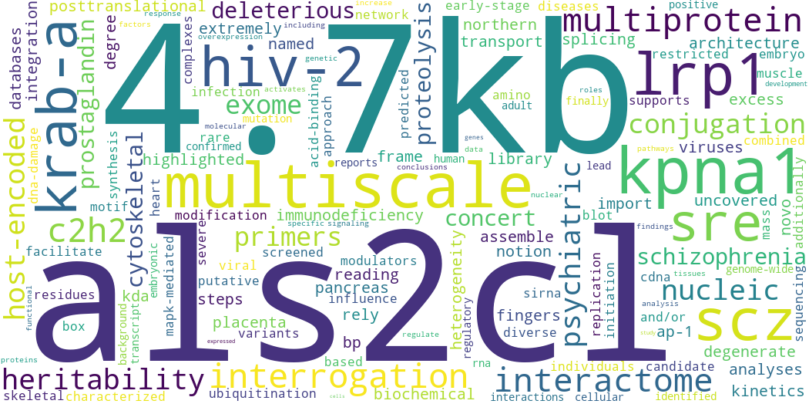 posttranslational
deleterious
early-stage
diseases
positive
response
factors
overexpression
including
increase
network
northern
multiprotein
databases
integration
krab-a
degree
extremely
named
complexes
hiv-2
4.7kb
transport
splicing
restricted
architecture
embryo
lrp1
muscle
development
prostaglandin
infection
genetic
activates
exome
mutation
predicted
proteolysis
amino
adult
roles
finally
supports
excess
conjugation
dna-damage
host-encoded
synthesis
molecular
rare
confirmed
highlighted
acid-binding
approach
reports
conclusions
frame
human
genes
data
library
lead
pathways
viruses
combined
kpna1
motif
cytoskeletal
heart
multiscale
nuclear
psychiatric
import
uncovered
mass
novo
sequencing
additionally
c2h2
modification
severe
immunodeficiency
specific signaling
concert
blot
sre
findings
facilitate
embryonic
mapk-mediated
viral
primers
screened
modulators
reading
heterogeneity
assemble
notion
schizophrenia
als2cl
residues
kda
putative
steps
pancreas
influence
rely
regulatory
cdna
tissues
genome-wide
sirna
replication
initiation
nucleic
analysis
functional
box
background
transcript
placenta
variants
bp
fingers
diverse
and/or
ap-1
scz
expressed
regulate
study
degenerate
proteins
heritability
interrogation
based
rna
individuals
candidate
analyses
interactome
skeletal
characterized
ubiquitination
cells
biochemical
interactions
cellular
identified
kinetics